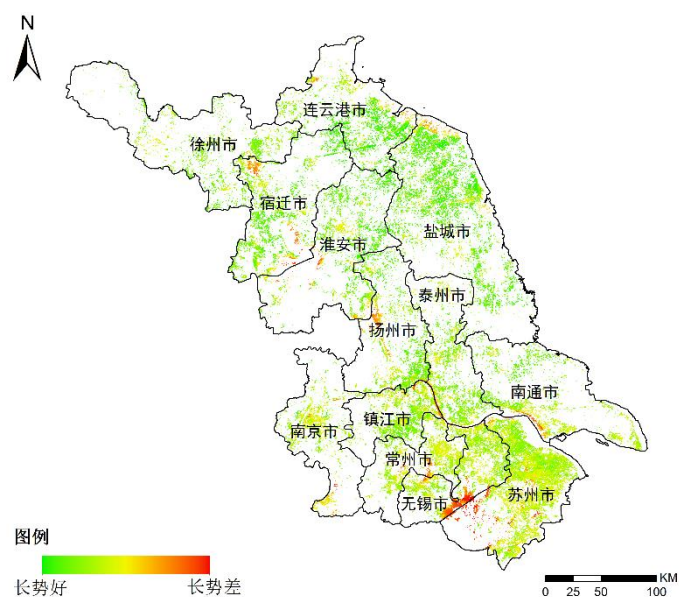 N
连云港市
徐州市
宿迁市
盐城市
淮安市
泰州市
扬州市
南通市
镇江市
南京市
常州市
苏州市
无锡市
图例
长势好 长势差
KM
0 25 50 100